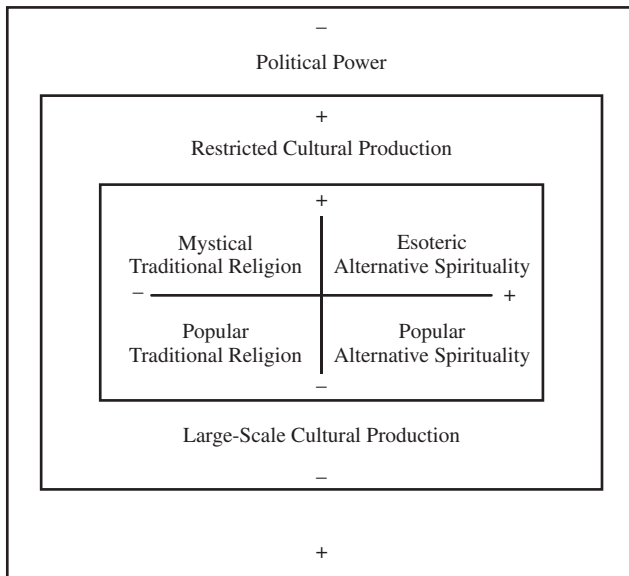 –
Political Power
+
Restricted Cultural Production
+
Mystical Esoteric
Traditional Religion Alternative Spirituality
– +
Popular Popular
Traditional Religion Alternative Spirituality
–
Large-Scale Cultural Production
–
+